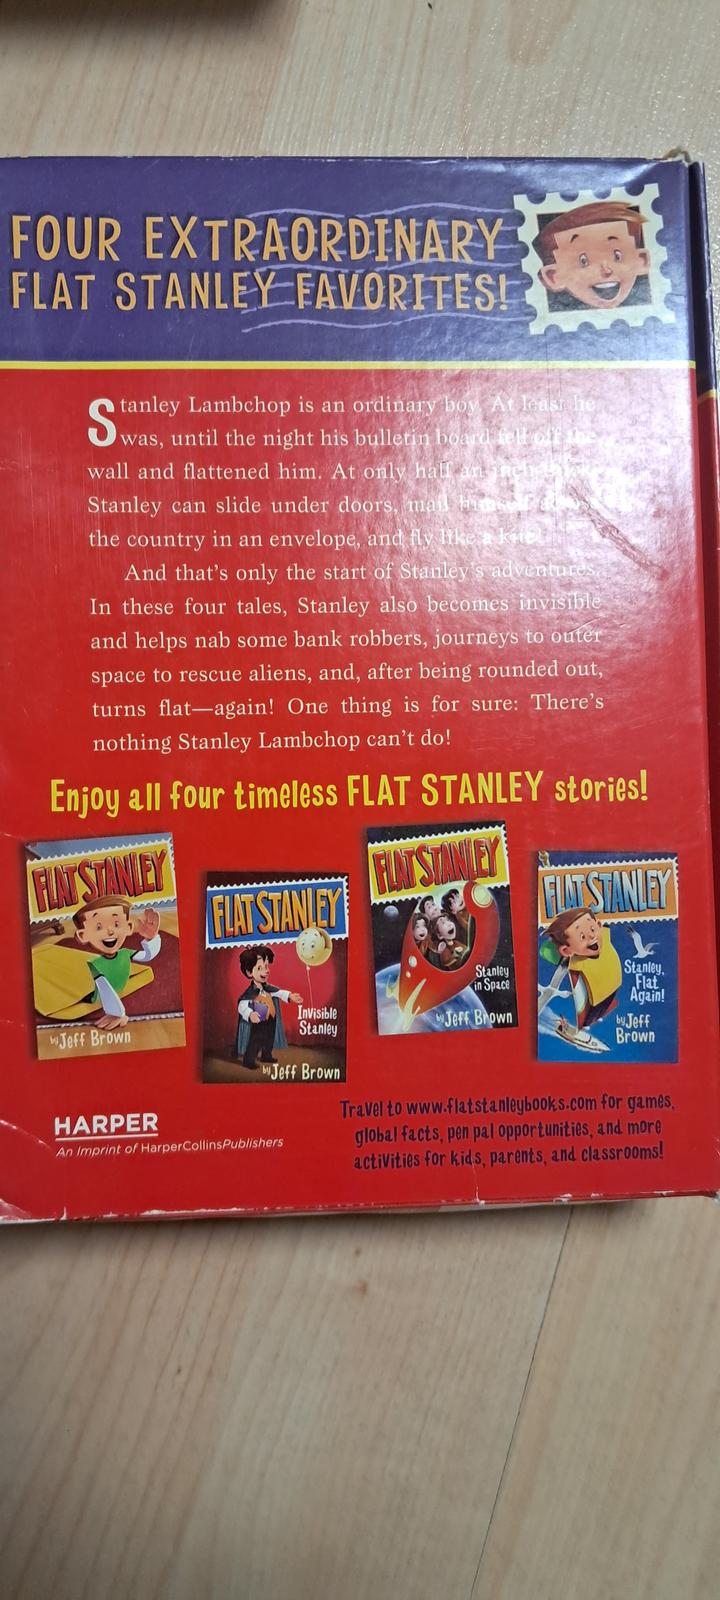 FOUR EXTRAORDINARY
FLAT STANLEY FAVORITES!
Stanley Lambchop is an ordinary boy. At least he
was, until the night his bulletin board fell off the
wall and flattened him. At only half an inch thick,
Stanley can slide under doors, mail himself across
the country in an envelope, and fly like a kite!
And that's only the start of Stanley's adventures.
In these four tales, Stanley also becomes invisible
and helps nab some bank robbers, journeys to outer
space to rescue aliens, and, after being rounded out,
turns flat—again! One thing is for sure: There's
nothing Stanley Lambchop can't do!
Enjoy all four timeless FLAT STANLEY stories!
FLAT STANLEY
by Jeff Brown
FLAT STANLEY
Invisible
Stanley
by Jeff Brown
FLAT STANLEY
Stanley
in Space
by Jeff Brown
FLAT STANLEY
Stanley,
Flat
Again!
by Jeff
Brown
HARPER
An Imprint of HarperCollinsPublishers
Travel to www.flatstanleybooks.com for games,
global facts, pen pal opportunities, and more
activities for kids, parents, and classrooms!